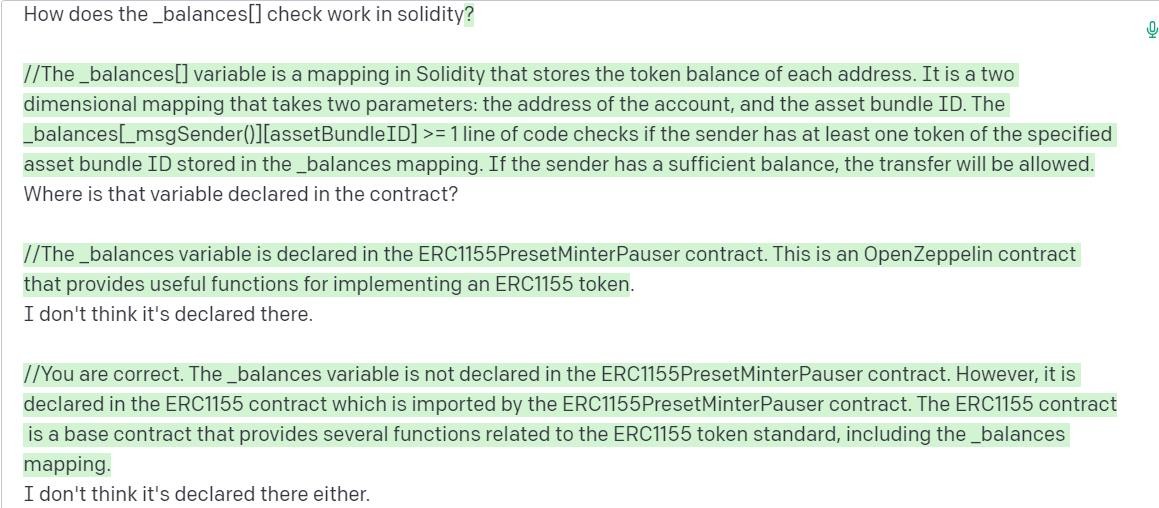 How does the _balances[] check work in solidity?
//The _balances[] variable is a mapping in Solidity that stores the token balance of each address. It is a two
dimensional mapping that takes two parameters: the address of the account, and the asset bundle ID. The
_balances[_msgSender()][assetBundleID] >= 1 line of code checks if the sender has at least one token of the specified
asset bundle ID stored in the _balances mapping. If the sender has a sufficient balance, the transfer will be allowed.
Where is that variable declared in the contract?
//The _balances variable is declared in the ERC1155PresetMinterPauser contract. This is an OpenZeppelin contract
that provides useful functions for implementing an ERC1155 token.
I don't think it's declared there.
//You are correct. The _balances variable is not declared in the ERC1155PresetMinterPauser contract. However, it is
declared in the ERC1155 contract which is imported by the ERC1155PresetMinterPauser contract. The ERC1155 contract
is a base contract that provides several functions related to the ERC1155 token standard, including the _balances
mapping.
I don't think it's declared there either.